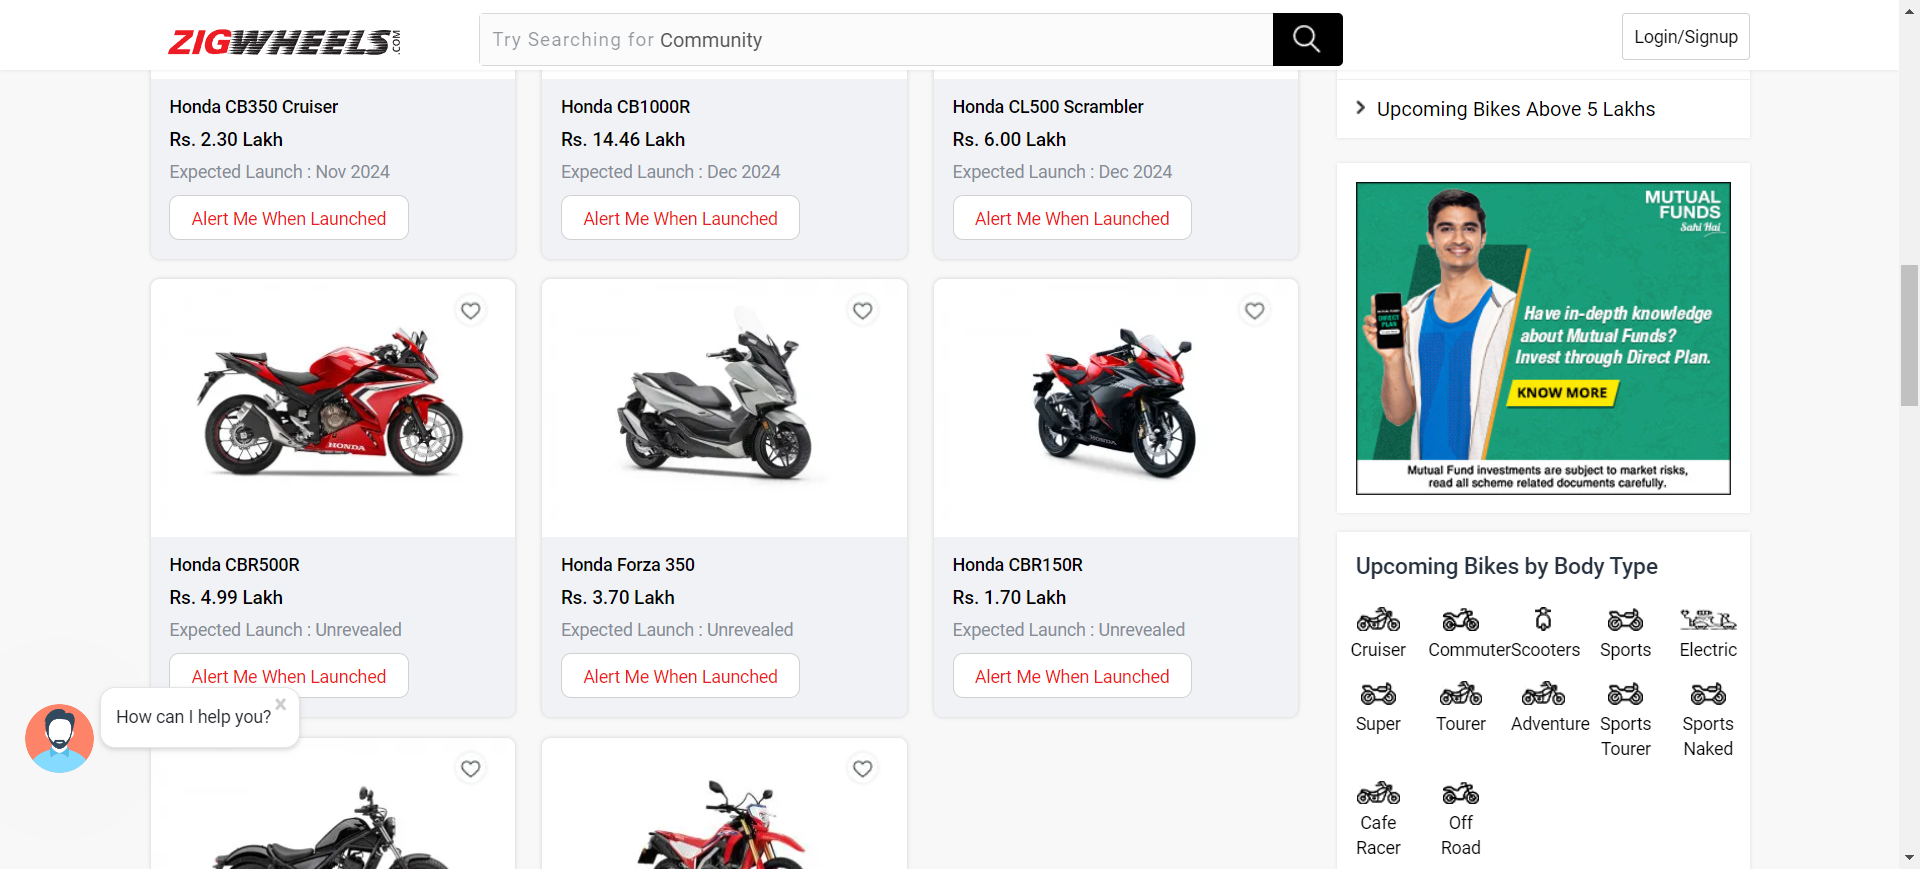 ZIGWHEELS.COM
Try Searching for Community
Login/Signup
Honda CB350 Cruiser
Rs. 2.30 Lakh
Expected Launch : Nov 2024
Alert Me When Launched
Honda CB1000R
Rs. 14.46 Lakh
Expected Launch : Dec 2024
Alert Me When Launched
Honda CL500 Scrambler
Rs. 6.00 Lakh
Expected Launch : Dec 2024
Alert Me When Launched
Upcoming Bikes Above 5 Lakhs
MUTUAL
FUNDS
Sahi Hai
MUTUAL FUNDS
DIRECT
PLAN
Have in-depth knowledge
about Mutual Funds?
Invest through Direct Plan.
KNOW MORE
Mutual Fund investments are subject to market risks,
read all scheme related documents carefully.
HONDA
HONDA
Honda CBR500R
Rs. 4.99 Lakh
Expected Launch : Unrevealed
Alert Me When Launched
Honda Forza 350
Rs. 3.70 Lakh
Expected Launch : Unrevealed
Alert Me When Launched
Honda CBR150R
Rs. 1.70 Lakh
Expected Launch : Unrevealed
Alert Me When Launched
How can I help you?
Upcoming Bikes by Body Type
Cruiser
Commuter
Scooters
Sports
Electric
Super
Tourer
Adventure
Sports
Tourer
Sports
Naked
Cafe
Racer
Off
Road